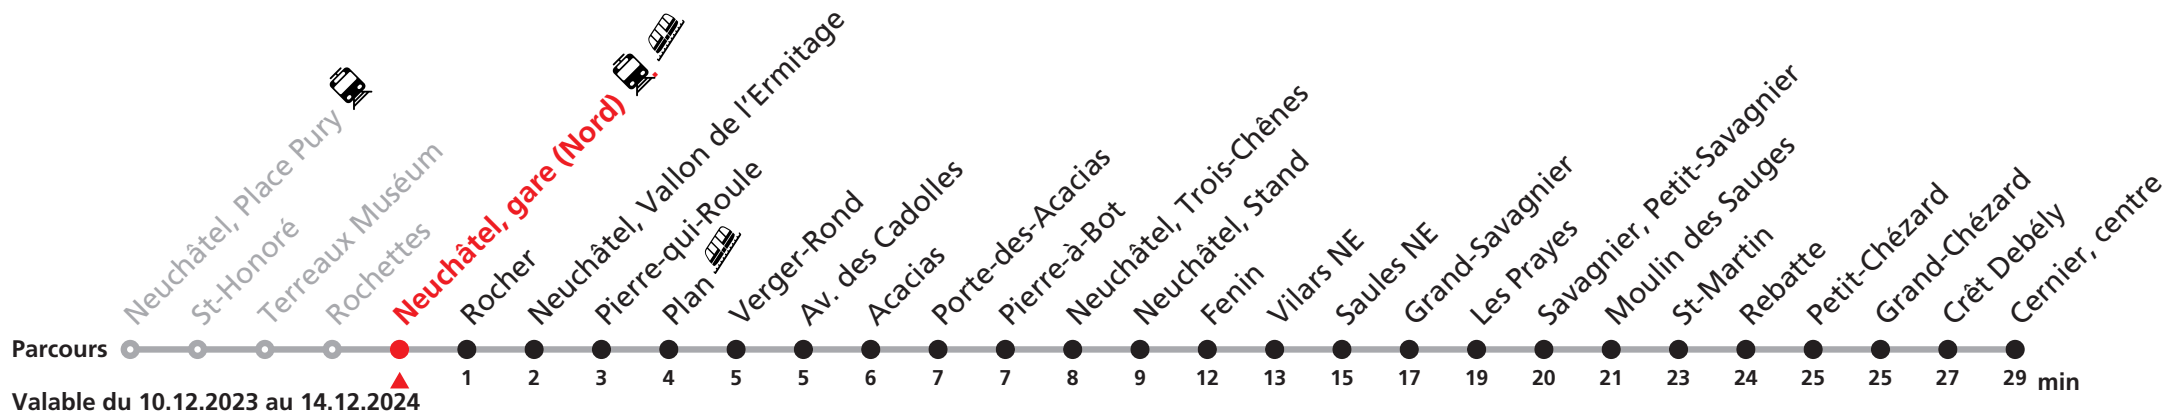 Neuchâtel, Place Pury
St-Honoré
Terreaux Muséum
Rochettes
Neuchâtel, gare (Nord)
Rocher
Neuchâtel, Vallon de l'Ermitage
Pierre-qui-Roule
Plan
Verger-Rond
Av. des Cadolles
Acacias
Porte-des-Acacias
Pierre-à-Bot
Neuchâtel, Trois-Chênes
Neuchâtel, Stand
Fenin
Vilars NE
Saules NE
Grand-Savagnier
Les Prayes
Savagnier, Petit-Savagnier
Moulin des Sauges
St-Martin
Rebatte
Petit-Chézard
Grand-Chézard
Crêt Debély
Cernier, centre
Parcours
1 2 3 4 5 5 6 7 7 8 9 12 13 15 17 19 20 21 23 24 25 25 27 29 min
Valable du 10.12.2023 au 14.12.2024